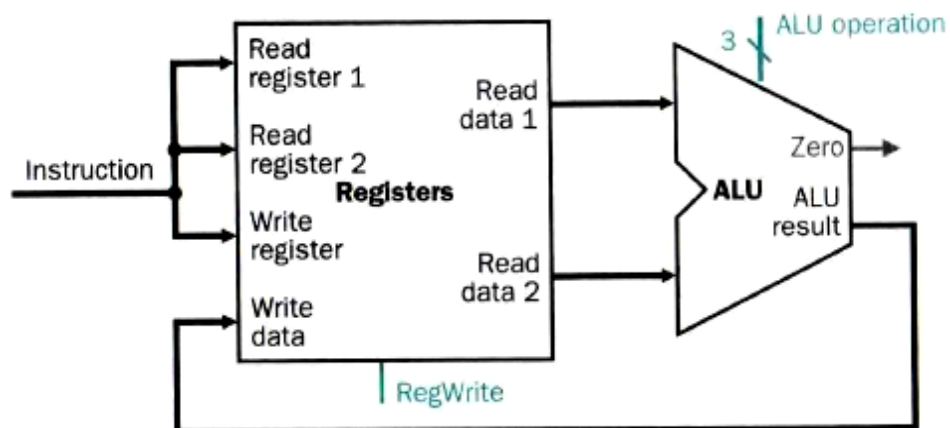 Instruction
Read
register 1
Read
register 2
Registers
Write
register
Write
data
Read
data 1
Read
data 2
RegWrite
3
ALU operation
Zero
ALU
ALU
result